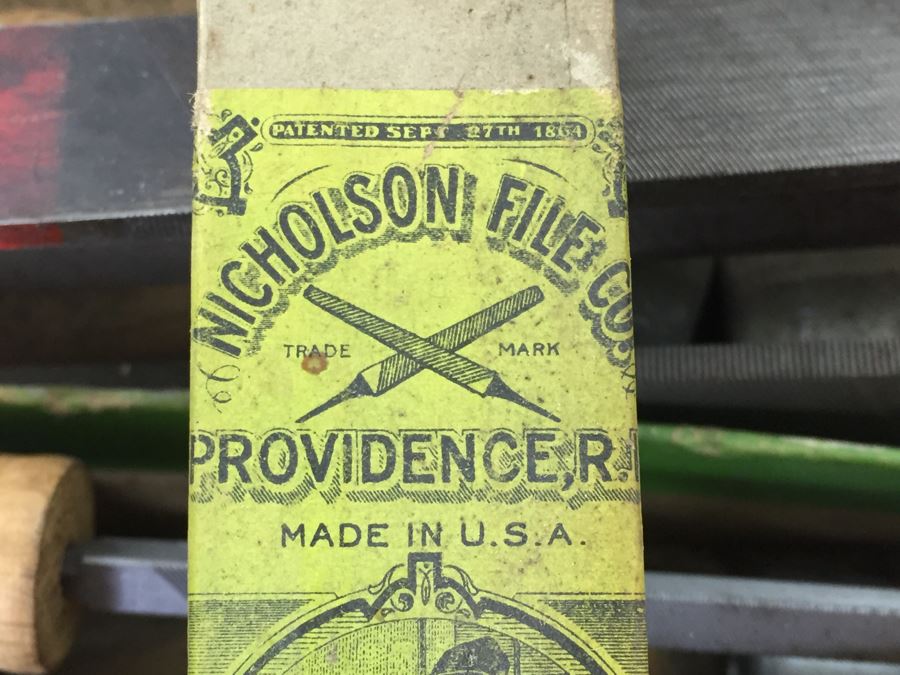 PATENTED SEPT. 27TH 1864
NICHOLSON FILE CO.
TRADE MARK
PROVIDENCE, R.I
MADE IN U.S.A.